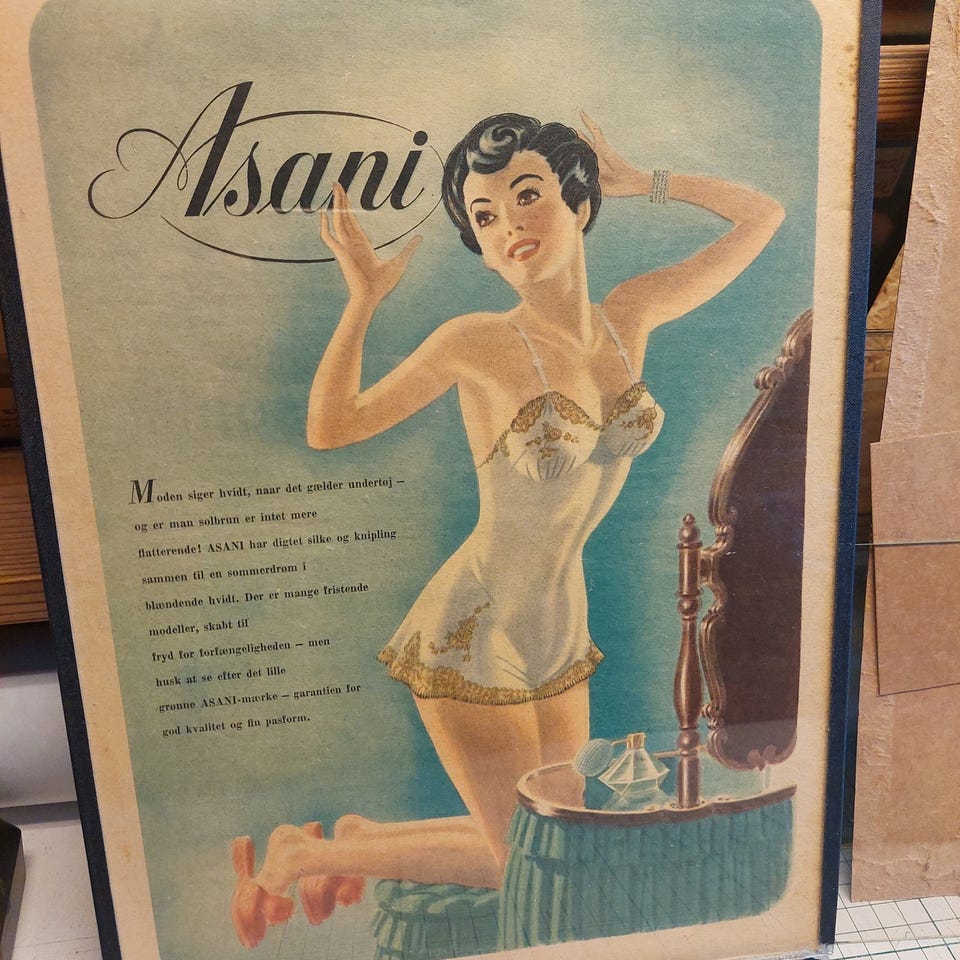 Asani
Moden siger hvidt, naar det gælder undertøj –
og er man solbrun er intet mere
flatterende! ASANI har digtet silke og knipling
sammen til en sommerdrøm i
blændende hvidt. Der er mange fristende
modeller, skabt til
fryd for forfængeligheden – men
husk at se efter det lille
grønne ASANI-mærke – garantien for
god kvalitet og fin pasform.